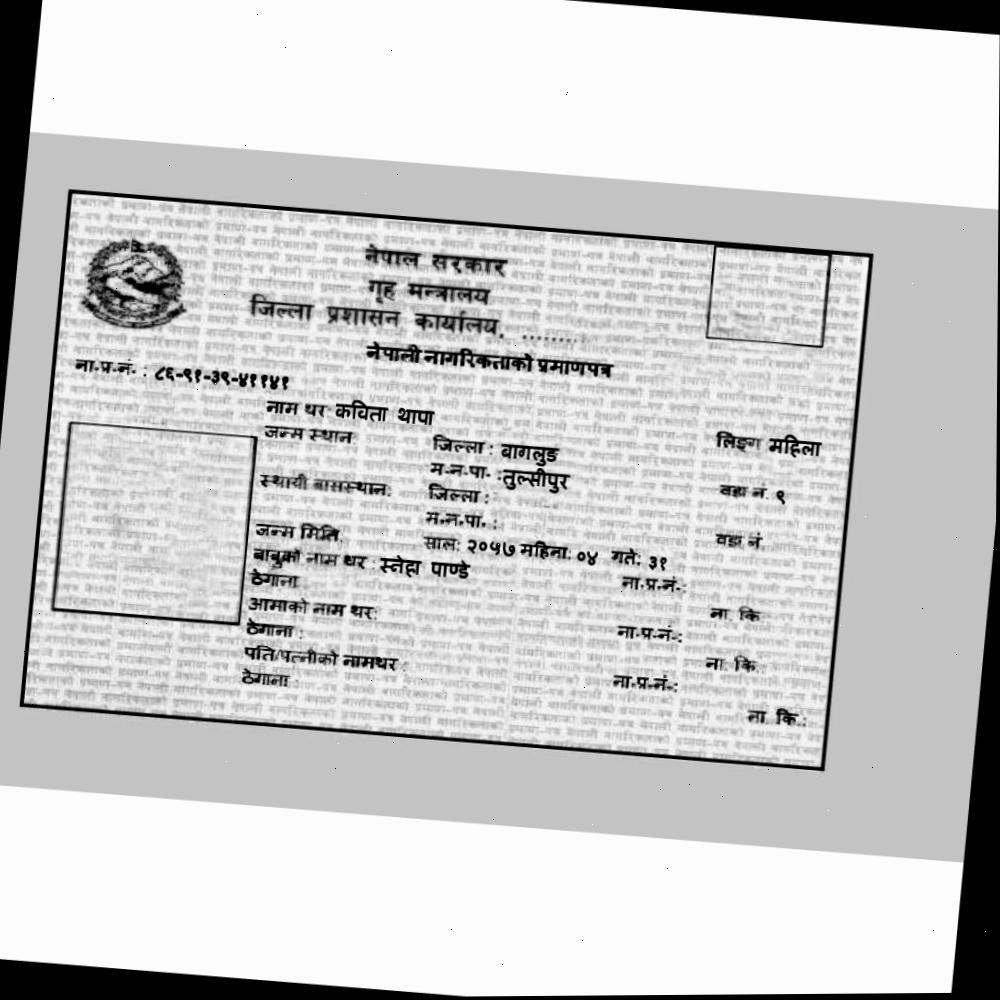 नेपाल सरकार
गृह मन्त्रालय
जिल्ला प्रशासन कार्यालय, .........
नेपाली नागरिकताको प्रमाणपत्र
ना.प्र.नं. : ८६-९१-३९-४११४१
नाम थर कविता थापा लिङ्ग महिला
जन्म स्थान: जिल्ला : बागलुङ
म.न.पा. :तुल्सीपुर वडा नं. ९
स्थायी बासस्थान: जिल्ला :
म.न.पा. : वडा नं.
जन्म मिति: साल: २०५७ महिना: ०४ गते: ३१
बाबुको नाम थर : स्नेहा पाण्डे ना.प्र.नं.:
ठेगाना ना. कि
आमाको नाम थर: ना.प्र.नं.:
ठेगाना : ना. कि.:
पति/पत्नीको नामथर : ना.प्र.नं.:
ठेगाना : ना. कि.: